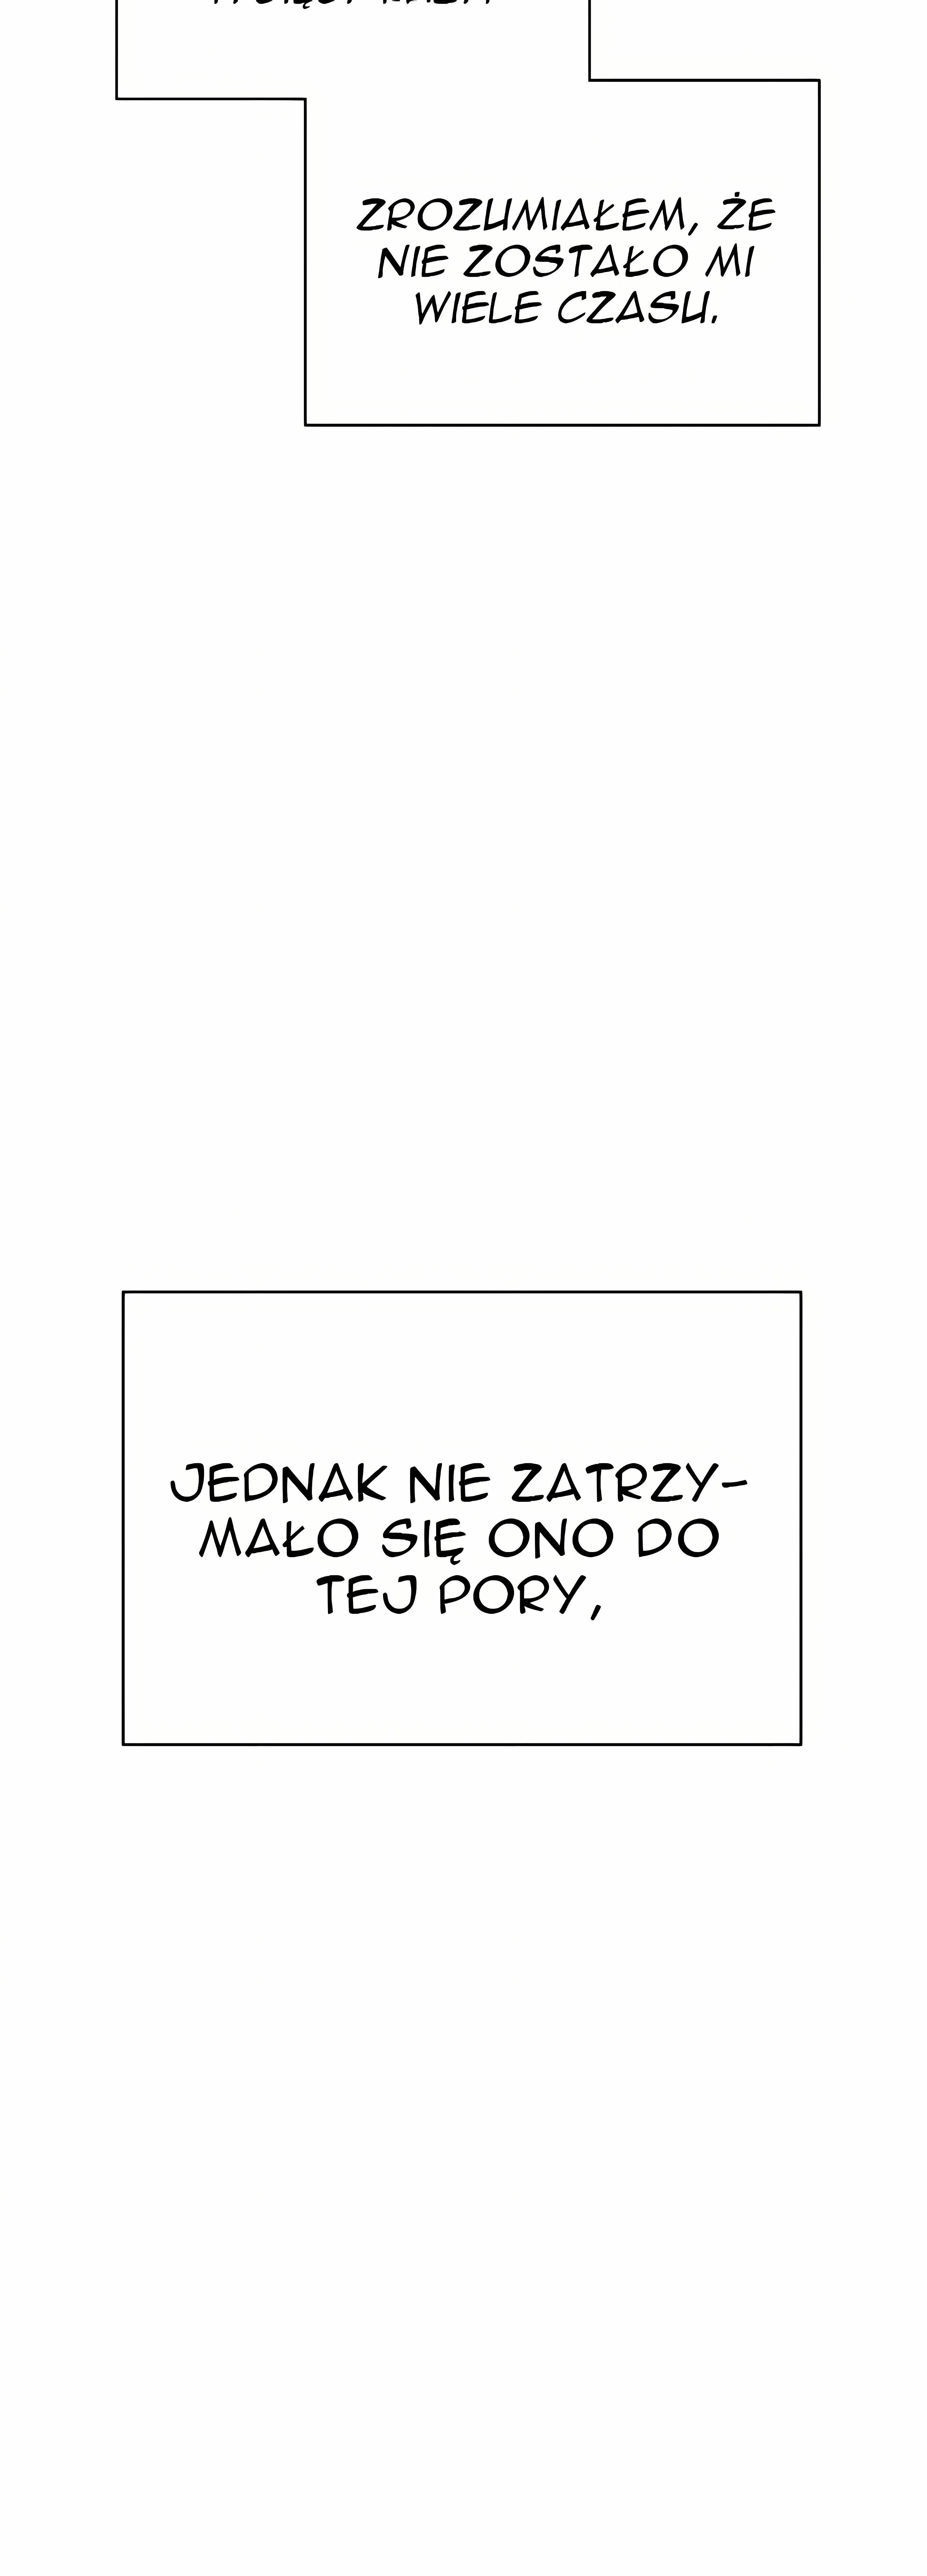 ZROZUMIAŁEM, ŻE
NIE ZOSTAŁO MI
WIELE CZASU.
JEDNAK NIE ZATRZY-
MAŁO SIĘ ONO DO
TEJ PORY,